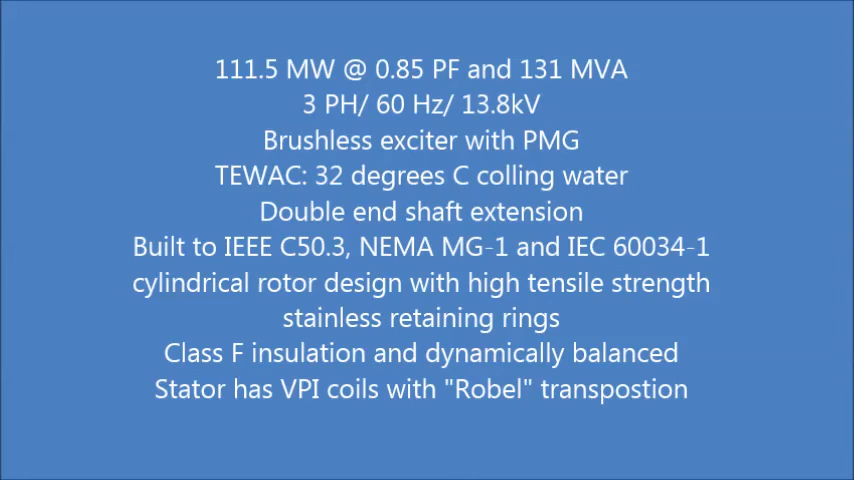 111.5 MW @ 0.85 PF and 131 MVA
3 PH/ 60 Hz/ 13.8kV
Brushless exciter with PMG
TEWAC: 32 degrees C colling water
Double end shaft extension
Built to IEEE C50.3, NEMA MG-1 and IEC 60034-1
cylindrical rotor design with high tensile strength
stainless retaining rings
Class F insulation and dynamically balanced
Stator has VPI coils with "Robel" transpostion